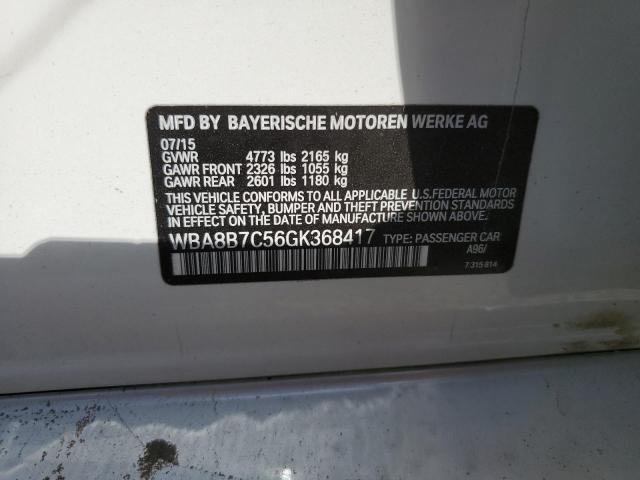 MFD BY BAYERISCHE MOTOREN WERKE AG
07/15
GVWR 4773 lbs 2165 kg
GAWR FRONT 2326 lbs 1055 kg
GAWR REAR 2601 lbs 1180 kg
THIS VEHICLE CONFORMS TO ALL APPLICABLE U.S. FEDERAL MOTOR
VEHICLE SAFETY, BUMPER AND THEFT PREVENTION STANDARDS
IN EFFECT ON THE DATE OF MANUFACTURE SHOWN ABOVE.
WBA8B7C56GK368417 TYPE: PASSENGER CAR
A96/
7 315 814